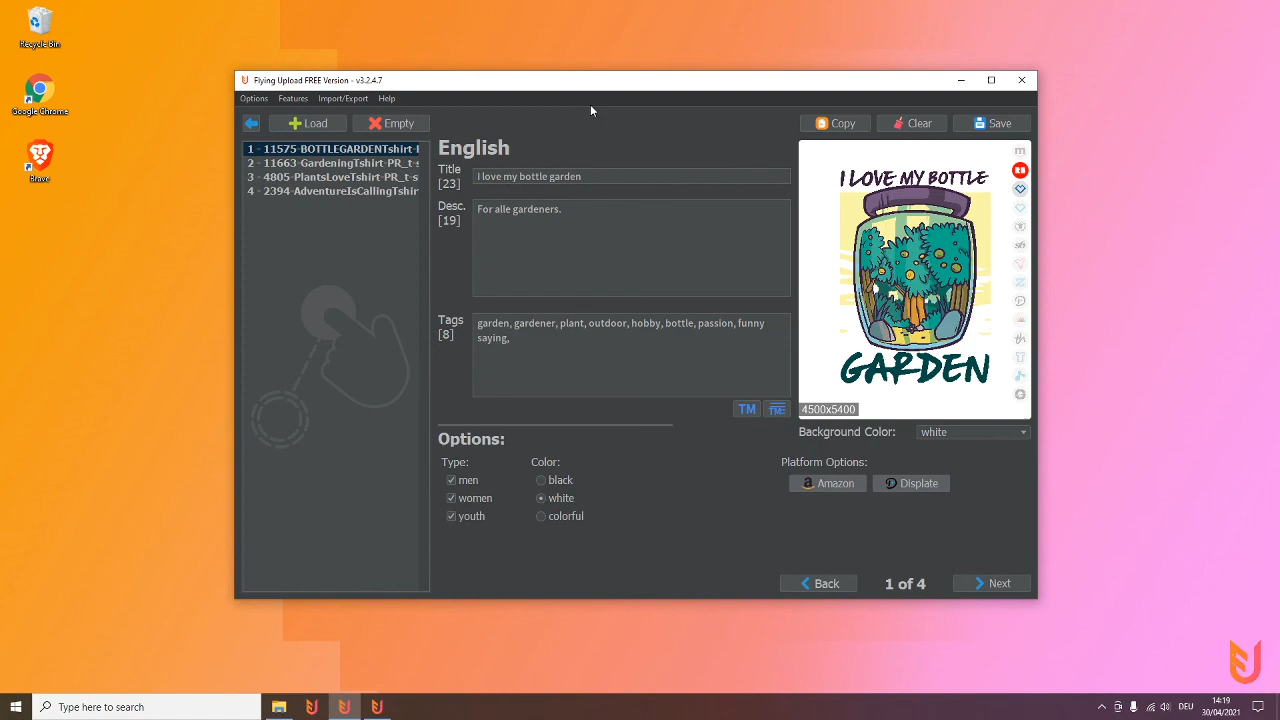 Recycle Bin
Google Chrome
Brave
Flying Upload FREE Version - v3.2.4.7
Options Features Import/Export Help
Load Empty Copy Clear Save
1 - 11575-BOTTLEGARDENTshirt-
2 - 11663-GardeningTshirt-PR_t-s
3 - 4805-PlantsLoveTshirt-PR_t-s
4 - 2394-AdventureIsCallingTshir
English
Title
[23]
I love my bottle garden
Desc.
[19]
For alle gardeners.
Tags
[8]
garden, gardener, plant, outdoor, hobby, bottle, passion, funny
saying,
TM TM
I LOVE MY BOTTLE
GARDEN
4500x5400
Background Color: white
Options:
Type: Color:
men black
women white
youth colorful
Platform Options:
Amazon Displate
Back 1 of 4 Next
Type here to search
DEU
14:19
30/04/2021